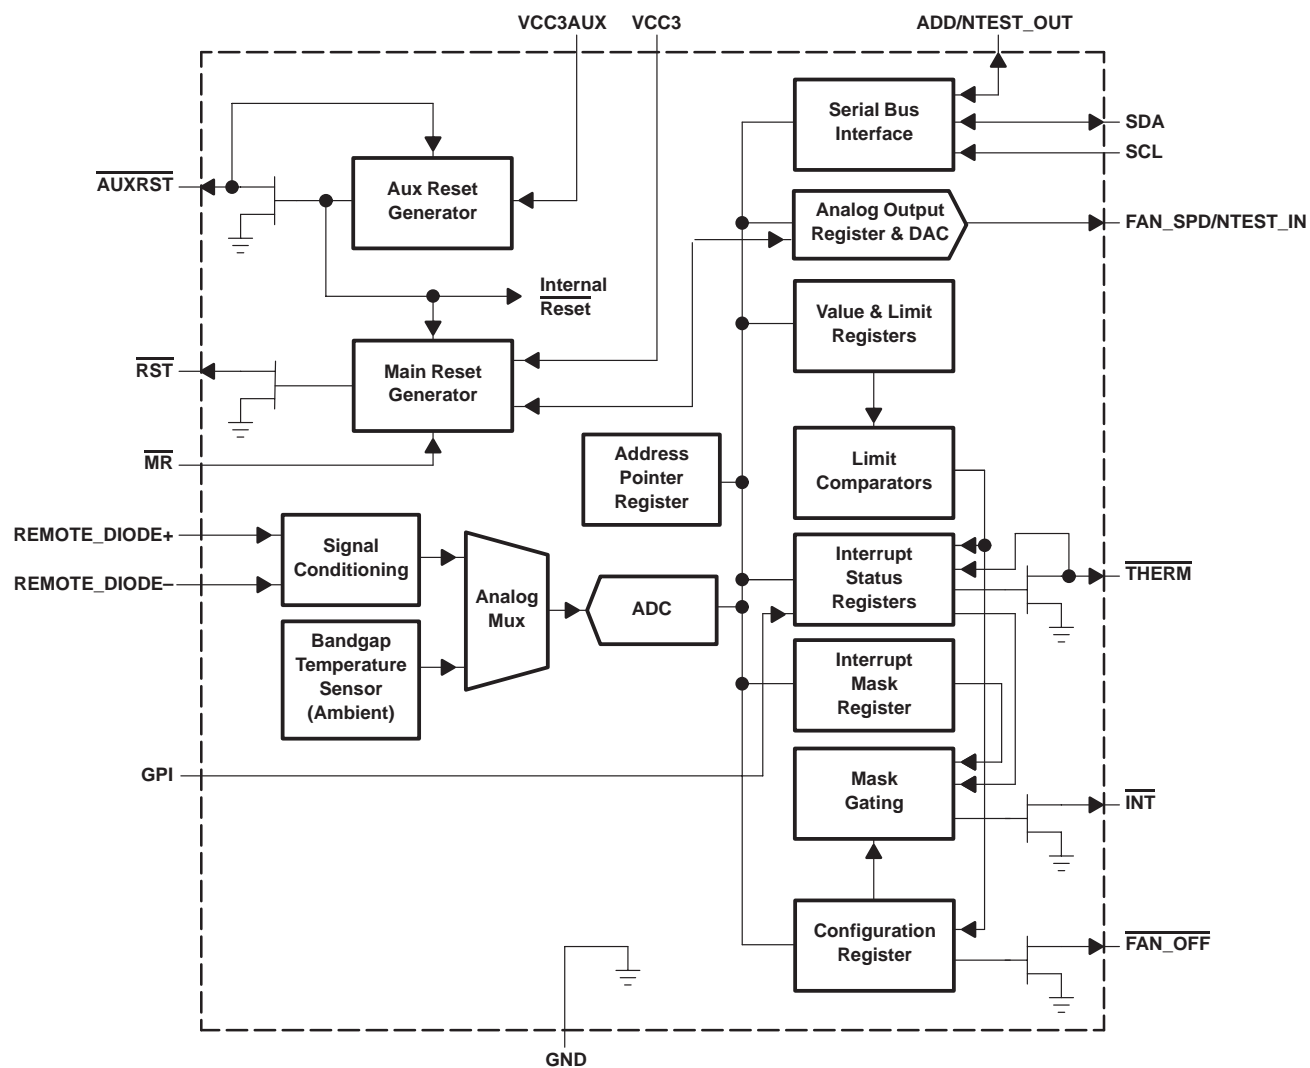 VCC3AUX VCC3 ADD/NTEST_OUT
Serial Bus
Interface
SDA
SCL
AUXRST
Aux Reset
Generator
Analog Output
Register & DAC
FAN_SPD/NTEST_IN
Internal
Reset
Value & Limit
Registers
RST
Main Reset
Generator
MR
Address
Pointer
Register
Limit
Comparators
REMOTE_DIODE+
REMOTE_DIODE−
Signal
Conditioning
Analog
Mux
ADC
Interrupt
Status
Registers
THERM
Bandgap
Temperature
Sensor
(Ambient)
Interrupt
Mask
Register
GPI
Mask
Gating
INT
Configuration
Register
FAN_OFF
GND